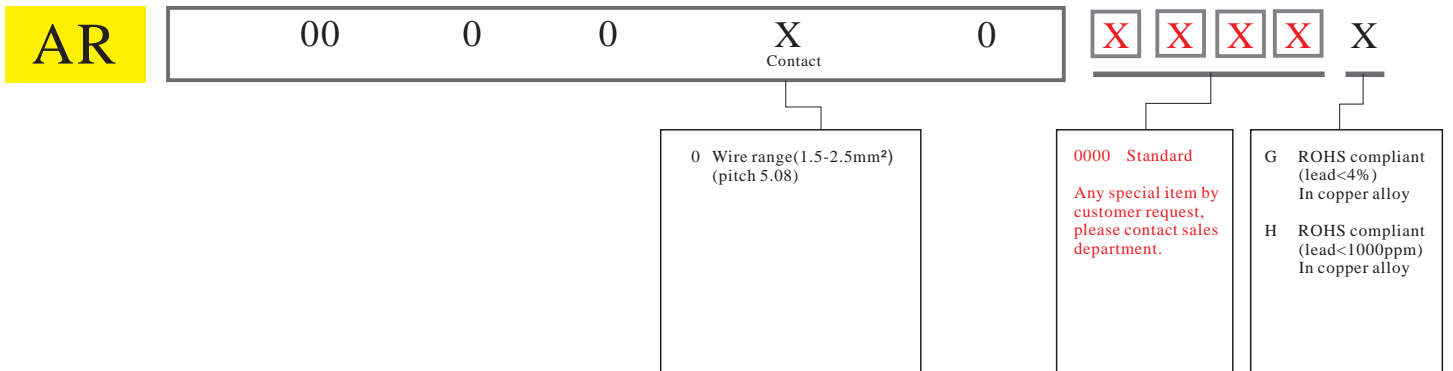 AR 00 0 0 X 0 X X X X X
Contact
0 Wire range(1.5-2.5mm²)
(pitch 5.08)
0000 Standard
Any special item by
customer request,
please contact sales
department.
G ROHS compliant
(lead<4%)
In copper alloy
H ROHS compliant
(lead<1000ppm)
In copper alloy